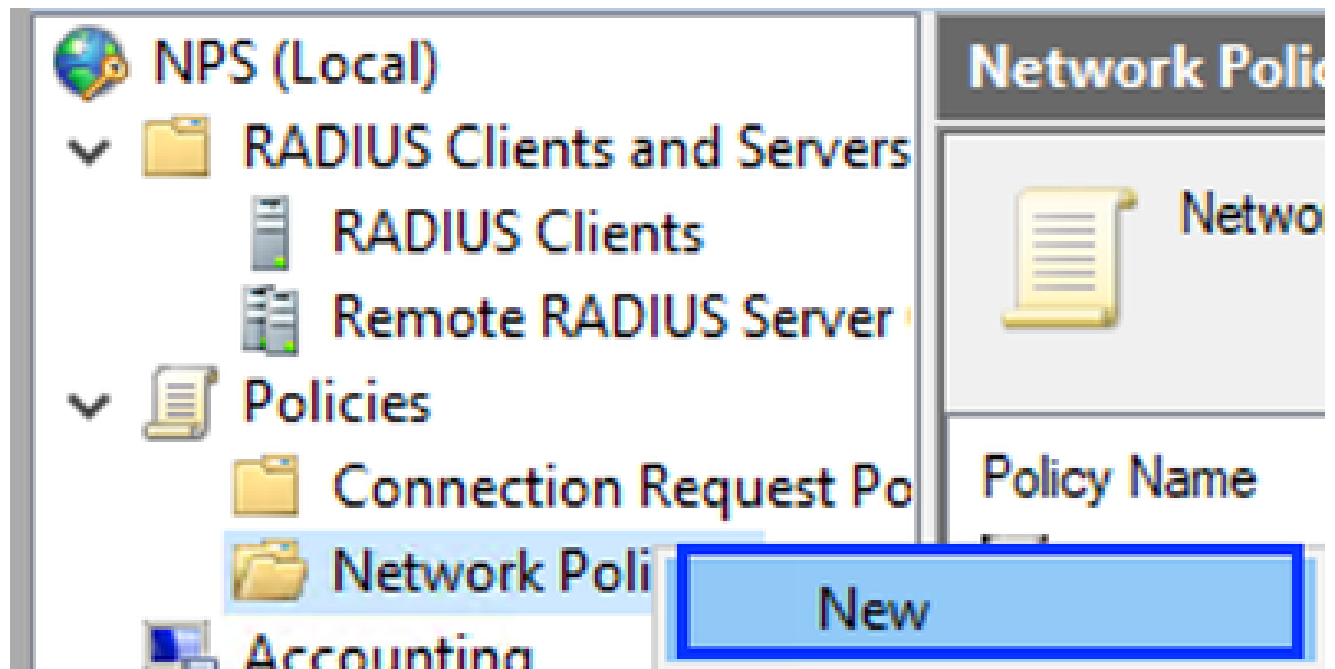 NPS (Local)
RADIUS Clients and Servers
RADIUS Clients
Remote RADIUS Server
Policies
Connection Request Po
Network Poli
Accounting
New
Network Polic
Netwo
Policy Name